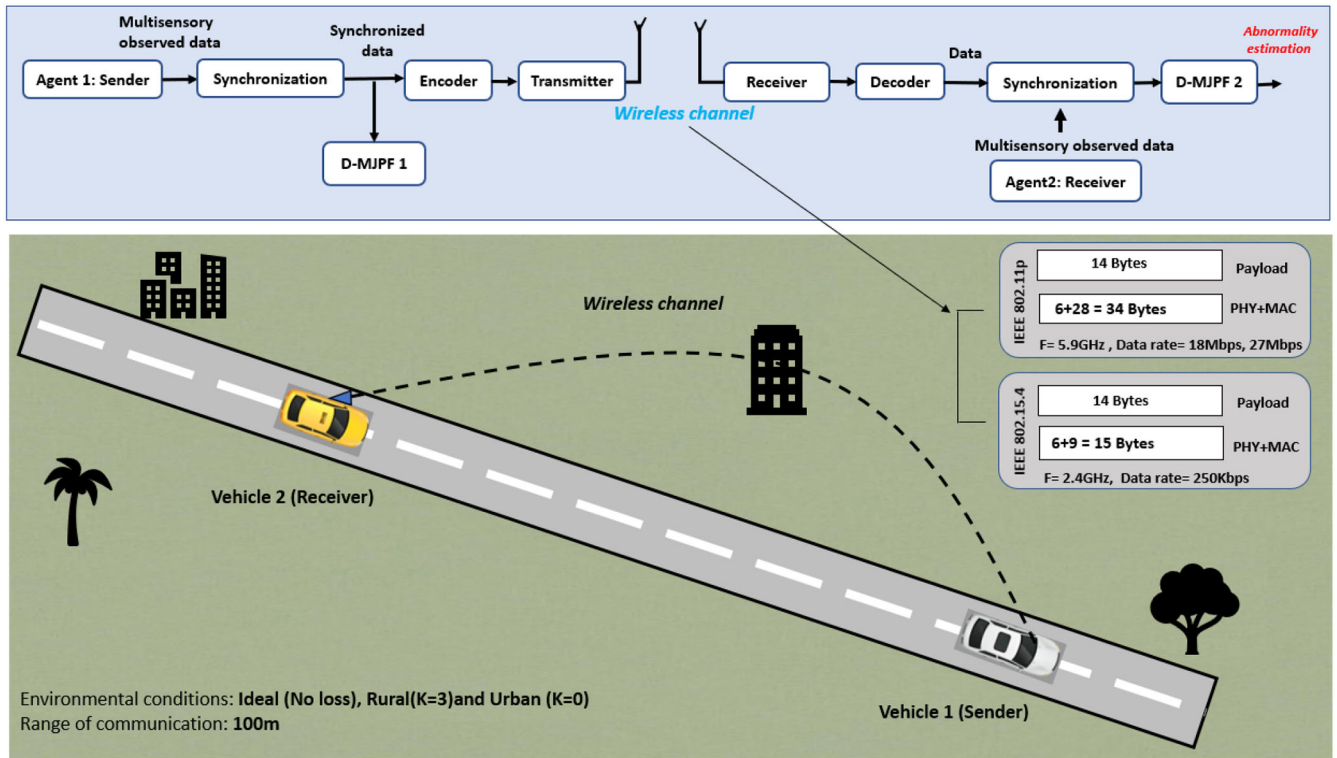 Multisensory
observed data
Agent 1: Sender
Synchronization
Synchronized
data
Encoder
Transmitter
D-MJPF 1
Wireless channel
Receiver
Decoder
Data
Synchronization
D-MJPF 2
Abnormality
estimation
Multisensory observed data
Agent2: Receiver
Wireless channel
IEEE 802.11p
14 Bytes
Payload
6+28 = 34 Bytes
PHY+MAC
F= 5.9GHz , Data rate= 18Mbps, 27Mbps
IEEE 802.15.4
14 Bytes
Payload
6+9 = 15 Bytes
PHY+MAC
F= 2.4GHz, Data rate= 250Kbps
Vehicle 2 (Receiver)
Vehicle 1 (Sender)
Environmental conditions: Ideal (No loss), Rural(K=3)and Urban (K=0)
Range of communication: 100m